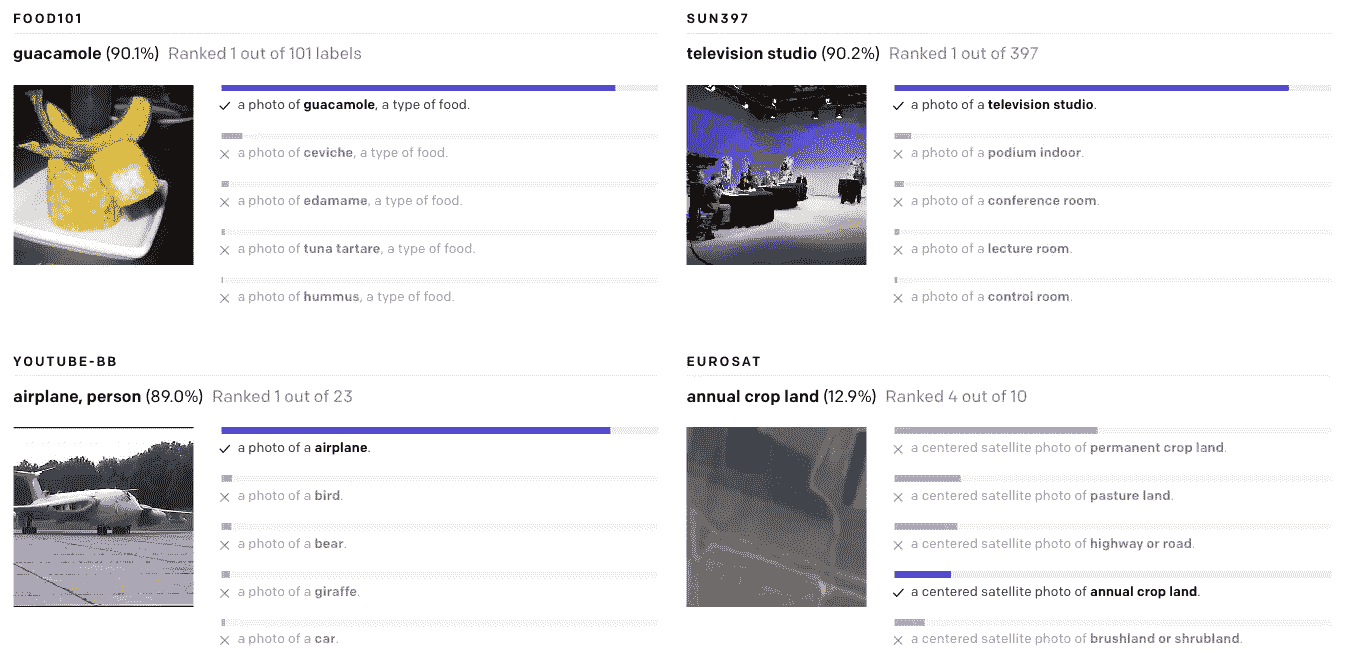 FOOD101
guacamole (90.1%) Ranked 1 out of 101 labels
a photo of guacamole, a type of food.
a photo of ceviche, a type of food.
a photo of edamame, a type of food.
a photo of tuna tartare, a type of food.
a photo of hummus, a type of food.
SUN397
television studio (90.2%) Ranked 1 out of 397
a photo of a television studio.
a photo of a podium indoor.
a photo of a conference room.
a photo of a lecture room.
a photo of a control room.
YOUTUBE-BB
airplane, person (89.0%) Ranked 1 out of 23
a photo of a airplane.
a photo of a bird.
a photo of a bear.
a photo of a giraffe.
a photo of a car.
EUROSAT
annual crop land (12.9%) Ranked 4 out of 10
a centered satellite photo of permanent crop land.
a centered satellite photo of pasture land.
a centered satellite photo of highway or road.
a centered satellite photo of annual crop land.
a centered satellite photo of brushland or shrubland.